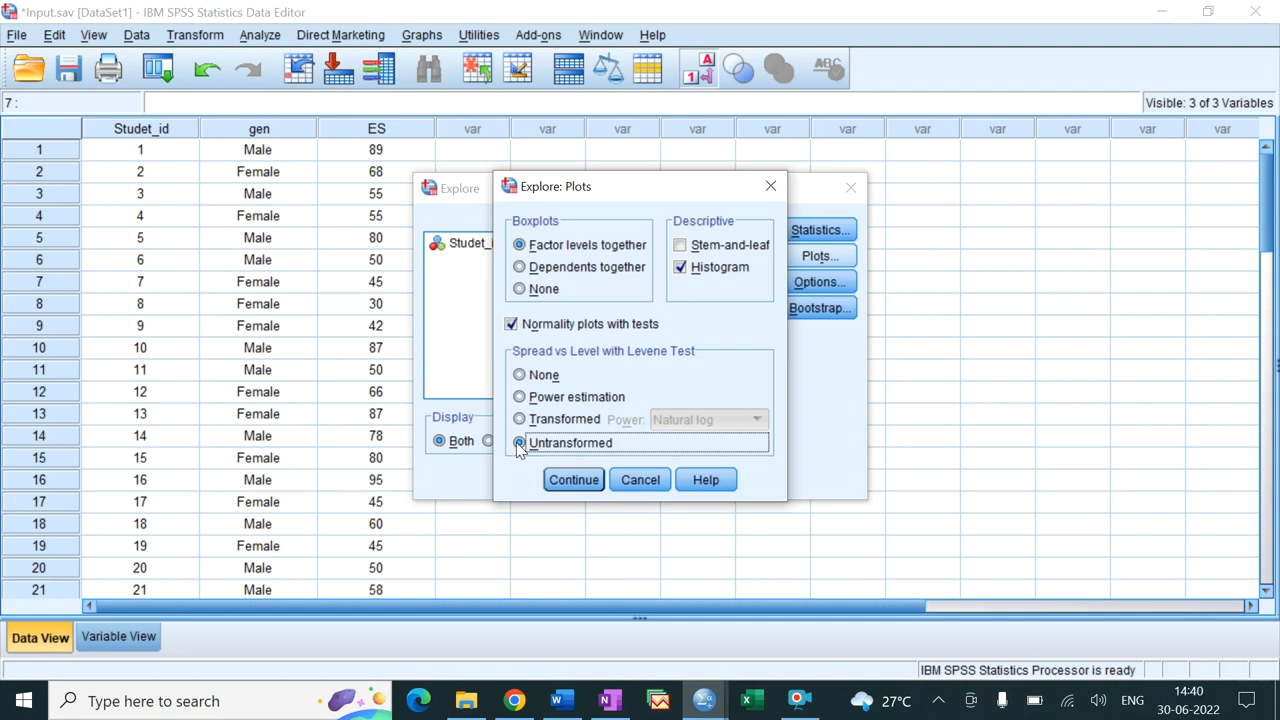 *Input.sav [DataSet1] - IBM SPSS Statistics Data Editor
File Edit View Data Transform Analyze Direct Marketing Graphs Utilities Add-ons Window Help
7 : Visible: 3 of 3 Variables
Studet_id gen ES var var var var var var var var var var var
1 1 Male 89
2 2 Female 68
3 3 Male 55
4 4 Female 55
5 5 Male 80
6 6 Male 50
7 7 Female 45
8 8 Female 30
9 9 Female 42
10 10 Male 87
11 11 Male 50
12 12 Female 66
13 13 Female 87
14 14 Male 78
15 15 Female 80
16 16 Male 95
17 17 Female 45
18 18 Male 60
19 19 Female 45
20 20 Male 50
21 21 Male 58
Explore
Studet_i
Display
Both
Statistics...
Plots...
Options...
Bootstrap...
Explore: Plots
Boxplots
Factor levels together
Dependents together
None
Descriptive
Stem-and-leaf
Histogram
Normality plots with tests
Spread vs Level with Levene Test
None
Power estimation
Transformed Power: Natural log
Untransformed
Continue Cancel Help
Data View Variable View
IBM SPSS Statistics Processor is ready
Type here to search
27°C
ENG
14:40
30-06-2022